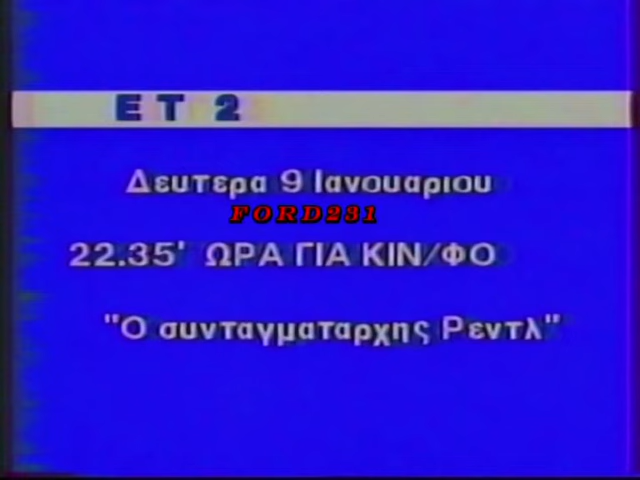 ΕΤ 2
Δευτερα 9 Ιανουαριου
FORD231
22.35' ΩΡΑ ΓΙΑ ΚΙΝ/ΦΟ
"Ο συνταγματαρχης Ρεντλ"